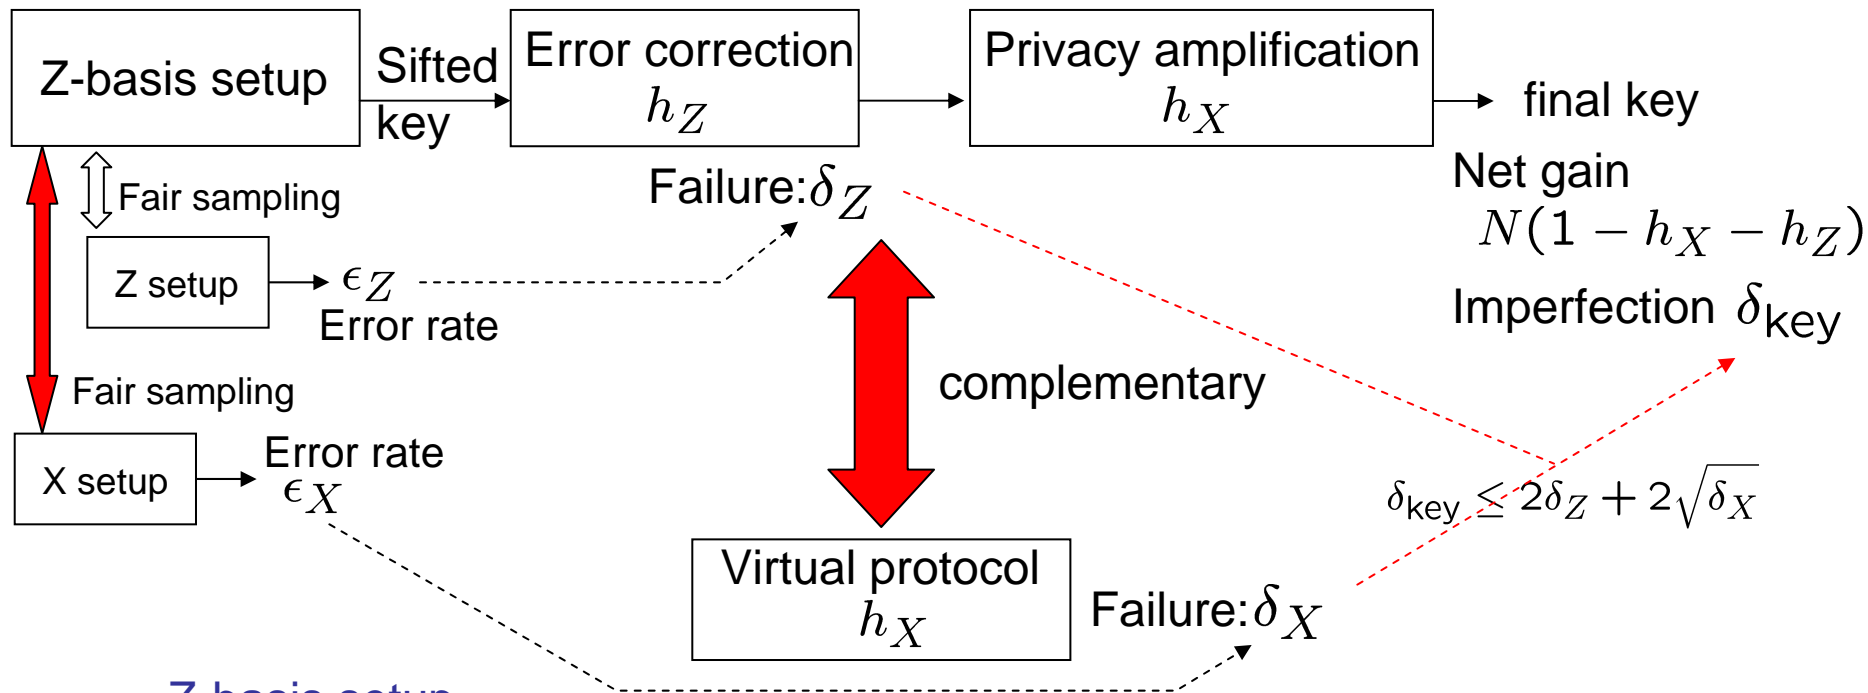 Z-basis setup
Sifted
key
Error correction
h_Z
Privacy amplification
h_X
final key
Fair sampling
Failure: δ_Z
Net gain
N(1 − h_X − h_Z)
Z setup
ϵ_Z
Error rate
Imperfection δ_key
Fair sampling
complementary
X setup
Error rate
ϵ_X
δ_key ≤ 2δ_Z + 2√δ_X
Virtual protocol
h_X
Failure: δ_X
Z-basis setup